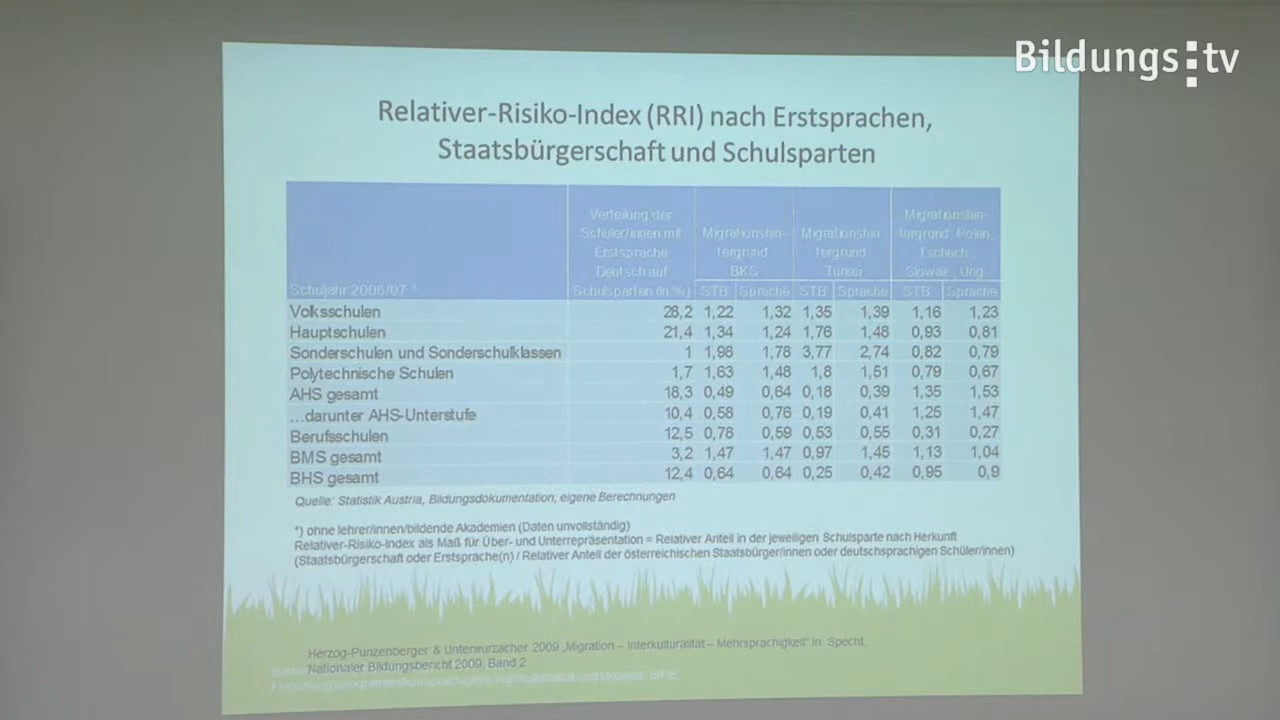 Bildungs:tv
Relativer-Risiko-Index (RRI) nach Erstsprachen,
Staatsbürgerschaft und Schulsparten
Schuljahr 2006/07 *
Verteilung der
Schüler/innen mit
Erstsprache
Deutsch auf
Schulsparten (in %)
Migrationshin-
tergrund
BKS
Migrationshin
tergrund
Türkei
Migrationshin-
tergrund, Polen,
Tschech.,
Slowak., Ung
STB Sprache STB Sprache STB Sprache
Volksschulen 28,2 1,22 1,32 1,35 1,39 1,16 1,23
Hauptschulen 21,4 1,34 1,24 1,76 1,48 0,93 0,81
Sonderschulen und Sonderschulklassen 1 1,98 1,78 3,77 2,74 0,82 0,79
Polytechnische Schulen 1,7 1,63 1,48 1,8 1,51 0,79 0,67
AHS gesamt 18,3 0,49 0,64 0,18 0,39 1,35 1,53
...darunter AHS-Unterstufe 10,4 0,58 0,76 0,19 0,41 1,25 1,47
Berufsschulen 12,5 0,78 0,59 0,53 0,55 0,31 0,27
BMS gesamt 3,2 1,47 1,47 0,97 1,45 1,13 1,04
BHS gesamt 12,4 0,64 0,64 0,25 0,42 0,95 0,9
Quelle: Statistik Austria, Bildungsdokumentation; eigene Berechnungen
*) ohne lehrer/innen/bildende Akademien (Daten unvollständig)
Relativer-Risiko-Index als Maß für Über- und Unterrepräsentation = Relativer Anteil in der jeweiligen Schulsparte nach Herkunft
(Staatsbürgerschaft oder Erstsprache(n) / Relativer Anteil der österreichischen Staatsbürger/innen oder deutschsprachigen Schüler/innen)
Herzog-Punzenberger & Unterwurzacher 2009 „Migration – Interkulturalität – Mehrsprachigkeit“ in: Specht,
Nationaler Bildungsbericht 2009, Band 2